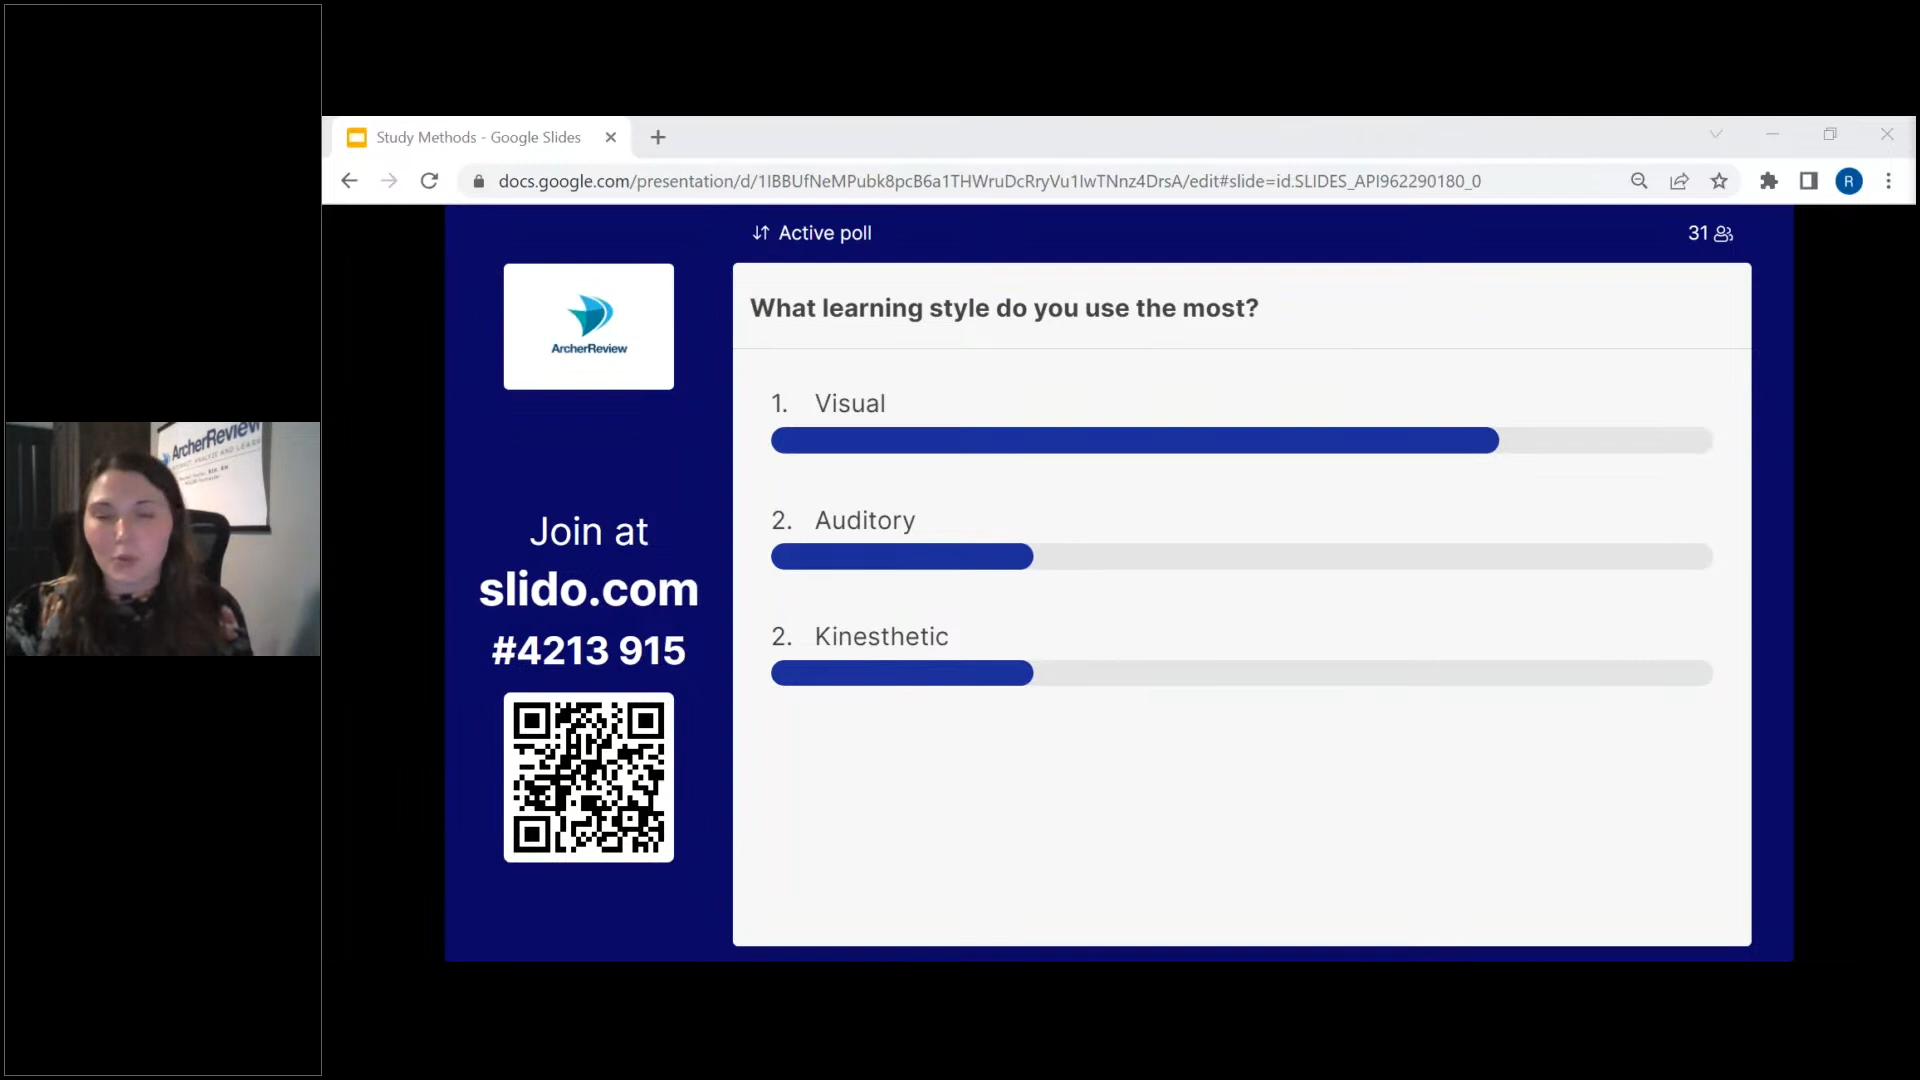 Study Methods - Google Slides
docs.google.com/presentation/d/1IBBUfNeMPubk8pcB6a1THWruDcRryVu1IwTNnz4DrsA/edit#slide=id.SLIDES_API962290180_0
R
Active poll
31
ArcherReview
What learning style do you use the most?
1. Visual
2. Auditory
2. Kinesthetic
Join at
slido.com
#4213 915
ArcherReview